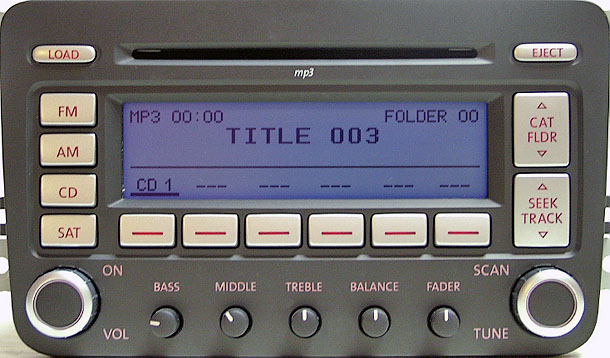 LOAD
EJECT
mp3
FM
AM
CD
SAT
MP3 00:00 FOLDER 00
TITLE 003
CD 1 --- --- --- --- ---
CAT
FLDR
SEEK
TRACK
ON
VOL
BASS MIDDLE TREBLE BALANCE FADER
SCAN
TUNE